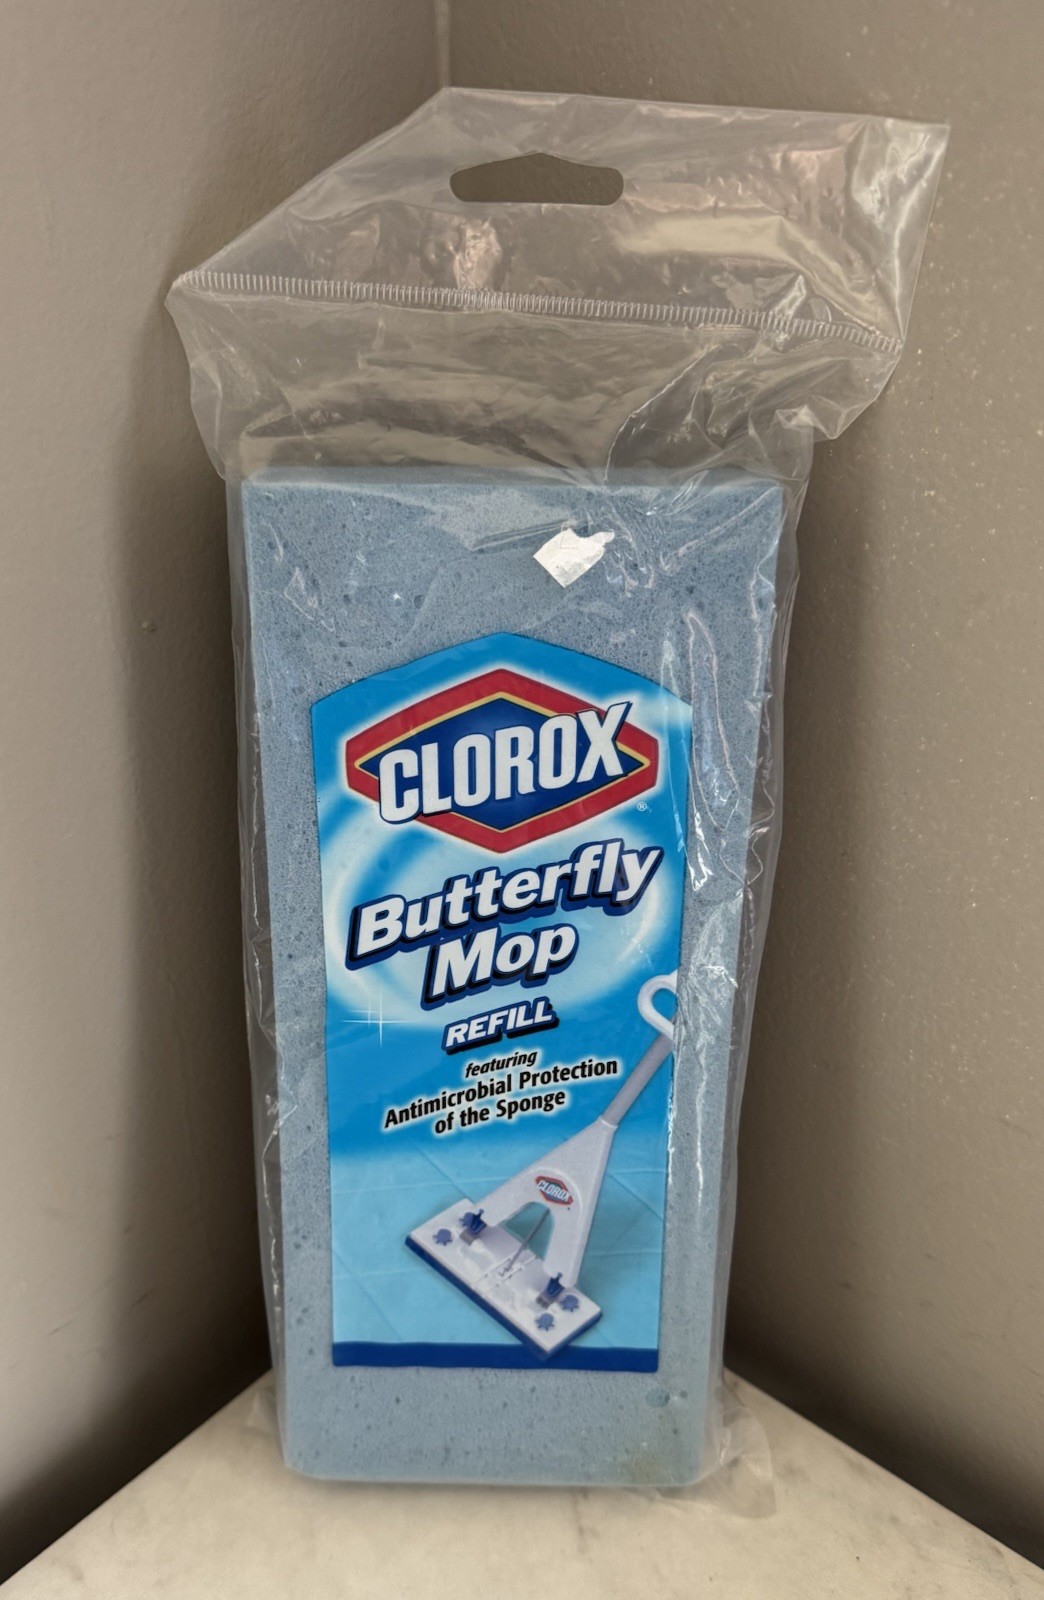 CLOROX
®
Butterfly
Mop
REFILL
featuring
Antimicrobial Protection
of the Sponge
CLOROX